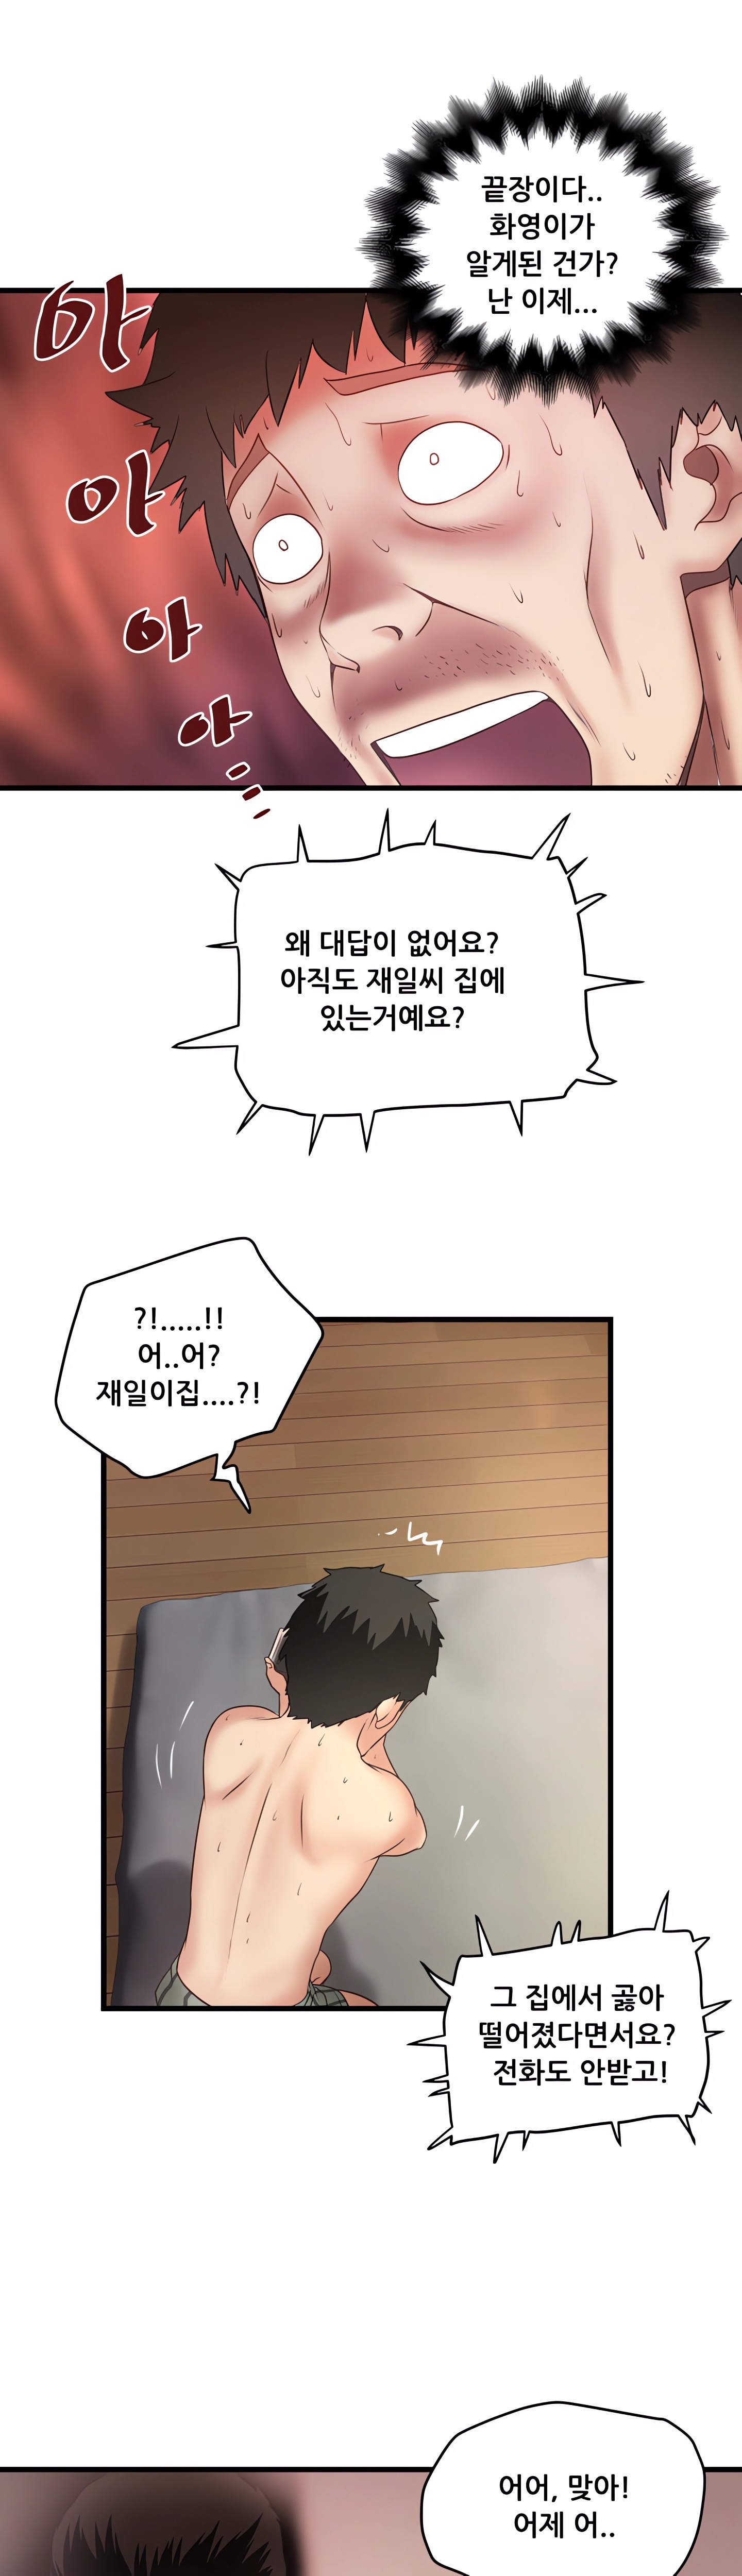 끝장이다..
화영이가
알게된 건가?
난 이제...
아
아
아
아...
왜 대답이 없어요?
아직도 재일씨 집에
있는거예요?
?!.....!!
어..어?
재일이집....?!
그 집에서 곯아
떨어졌다면서요?
전화도 안받고!
어어, 맞아!
어제 어..